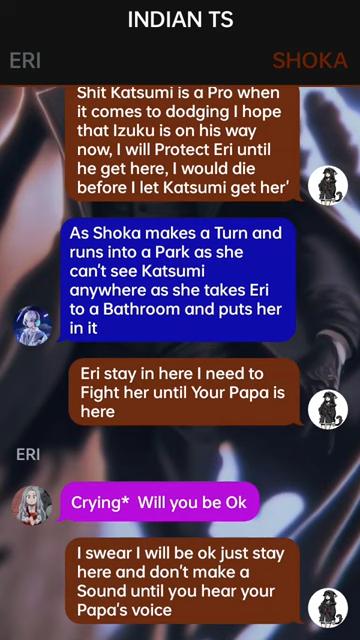 INDIAN TS
ERI
SHOKA
Shit Katsumi is a Pro when
it comes to dodging I hope
that Izuku is on his way
now, I will Protect Eri until
he get here, I would die
before I let Katsumi get her'
As Shoka makes a Turn and
runs into a Park as she
can't see Katsumi
anywhere as she takes Eri
to a Bathroom and puts her
in it
Eri stay in here I need to
Fight her until Your Papa is
here
ERI
Crying* Will you be Ok
I swear I will be ok just stay
here and don't make a
Sound until you hear your
Papa's voice